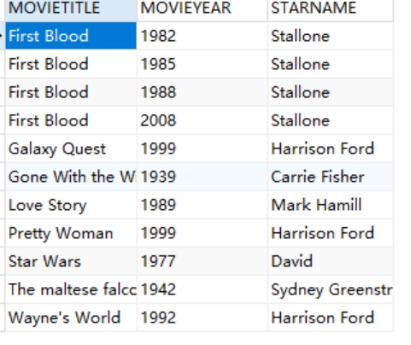 MOVIETITLE MOVIEYEAR STARNAME
First Blood 1982 Stallone
First Blood 1985 Stallone
First Blood 1988 Stallone
First Blood 2008 Stallone
Galaxy Quest 1999 Harrison Ford
Gone With the W 1939 Carrie Fisher
Love Story 1989 Mark Hamill
Pretty Woman 1999 Harrison Ford
Star Wars 1977 David
The maltese falcc 1942 Sydney Greenstr
Wayne's World 1992 Harrison Ford